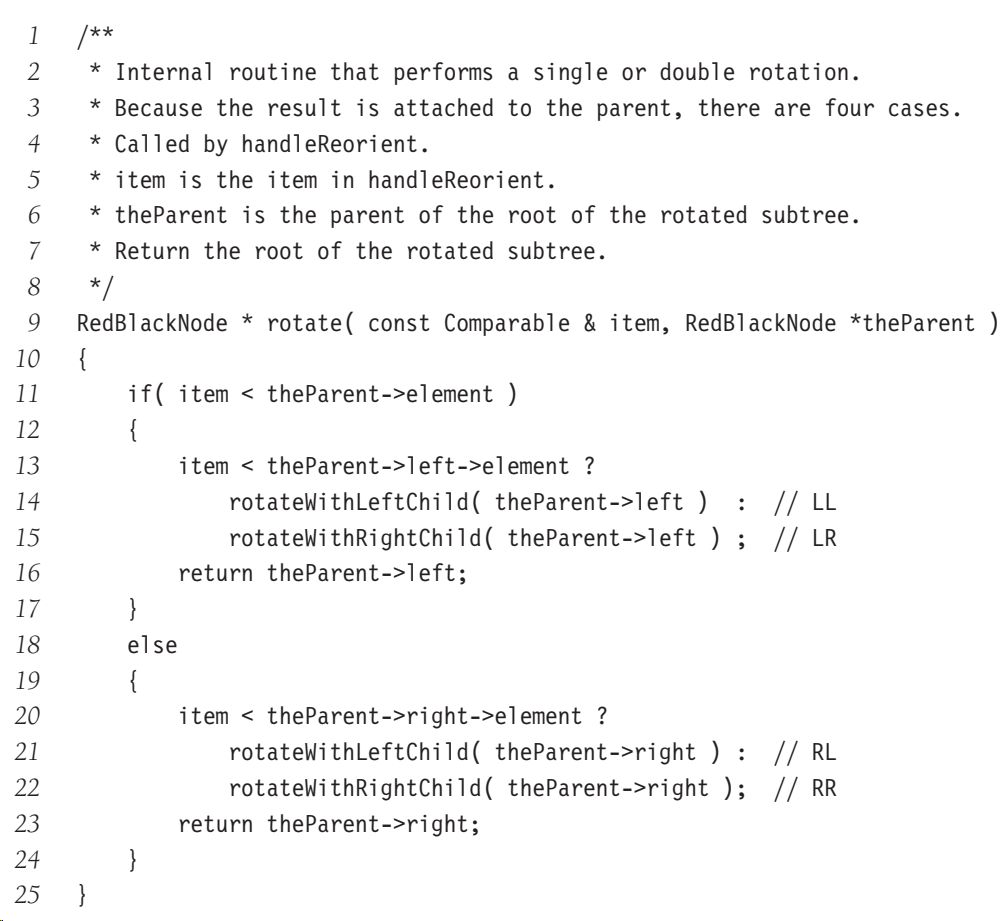 1 /**
2 * Internal routine that performs a single or double rotation.
3 * Because the result is attached to the parent, there are four cases.
4 * Called by handleReorient.
5 * item is the item in handleReorient.
6 * theParent is the parent of the root of the rotated subtree.
7 * Return the root of the rotated subtree.
8 */
9 RedBlackNode * rotate( const Comparable & item, RedBlackNode *theParent )
10 {
11 if( item < theParent->element )
12 {
13 item < theParent->left->element ?
14 rotateWithLeftChild( theParent->left ) : // LL
15 rotateWithRightChild( theParent->left ) ; // LR
16 return theParent->left;
17 }
18 else
19 {
20 item < theParent->right->element ?
21 rotateWithLeftChild( theParent->right ) : // RL
22 rotateWithRightChild( theParent->right ); // RR
23 return theParent->right;
24 }
25 }